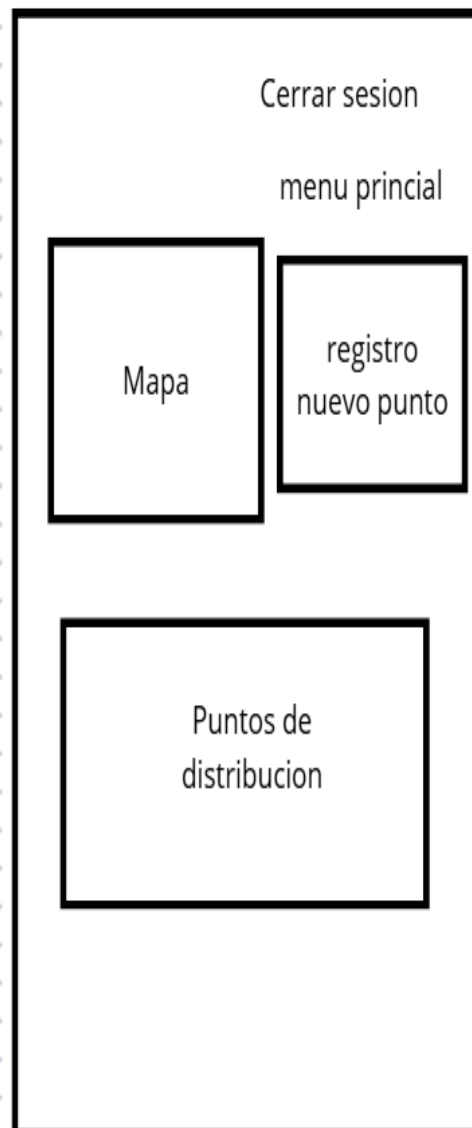 Cerrar sesion
menu princial
Mapa
registro
nuevo punto
Puntos de
distribucion